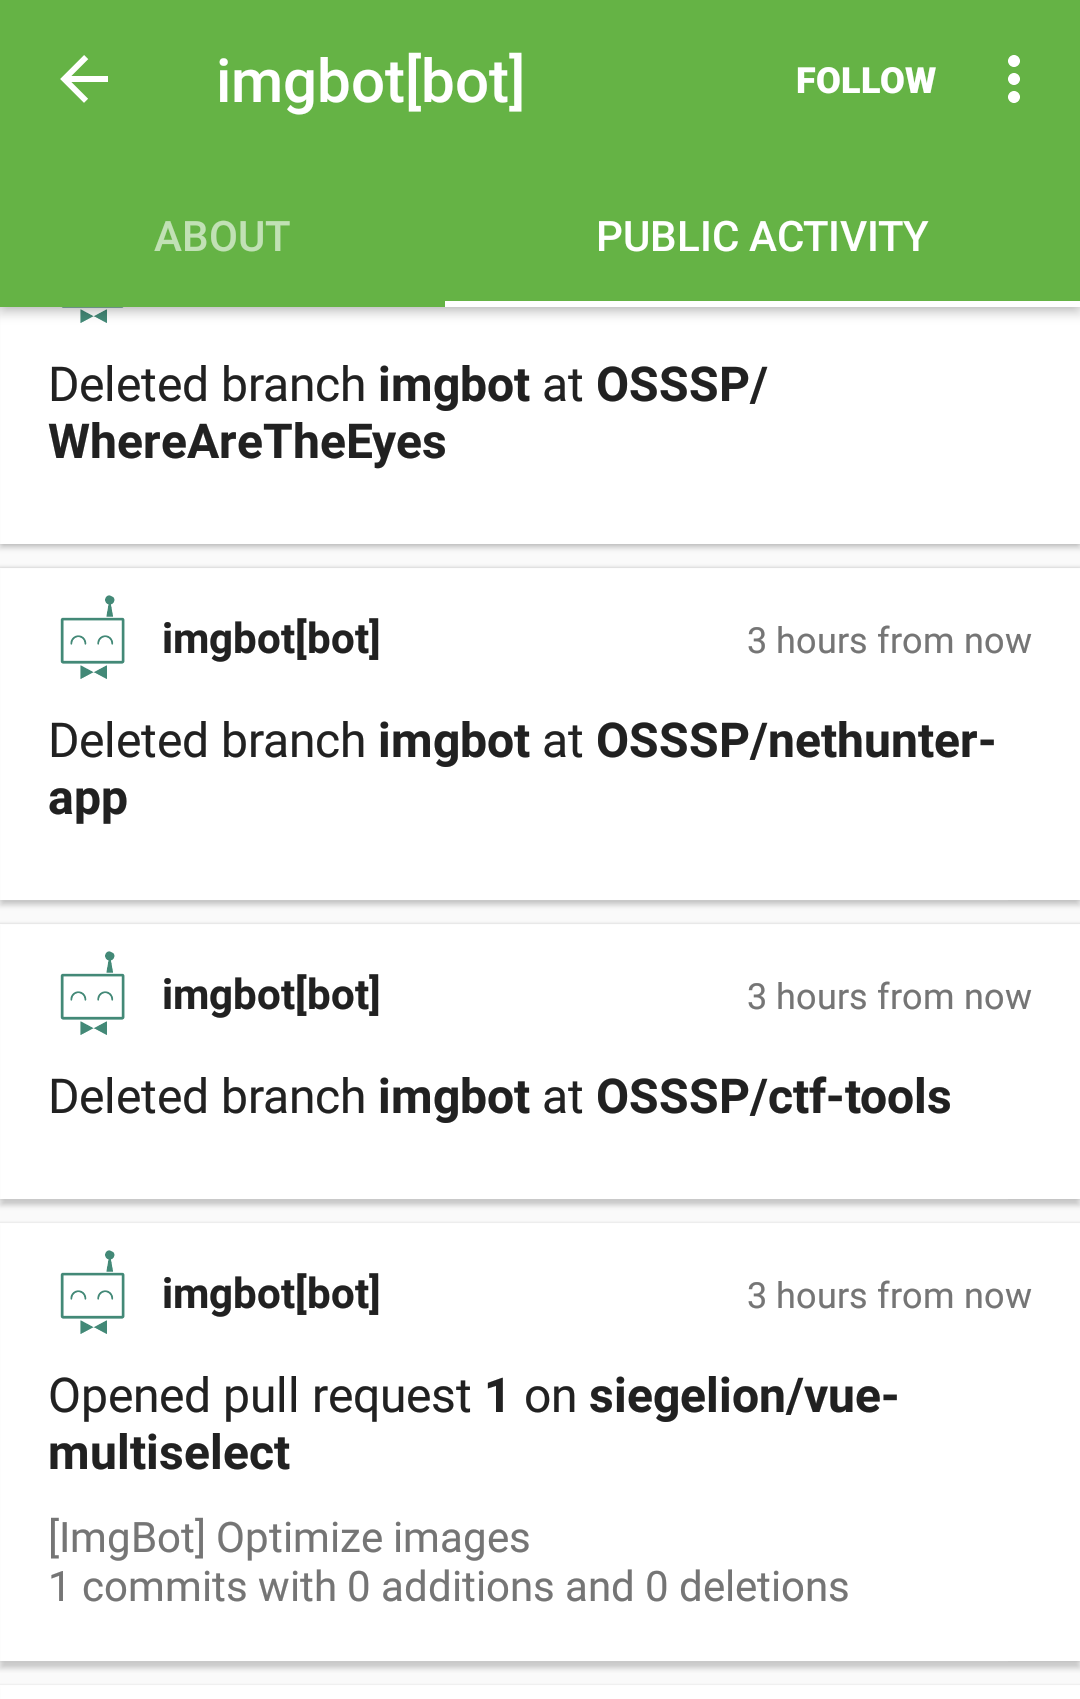 imgbot[bot]
FOLLOW
ABOUT
PUBLIC ACTIVITY
Deleted branch imgbot at OSSSP/
WhereAreTheEyes
imgbot[bot]
3 hours from now
Deleted branch imgbot at OSSSP/nethunter-
app
imgbot[bot]
3 hours from now
Deleted branch imgbot at OSSSP/ctf-tools
imgbot[bot]
3 hours from now
Opened pull request 1 on siegelion/vue-
multiselect
[ImgBot] Optimize images
1 commits with 0 additions and 0 deletions